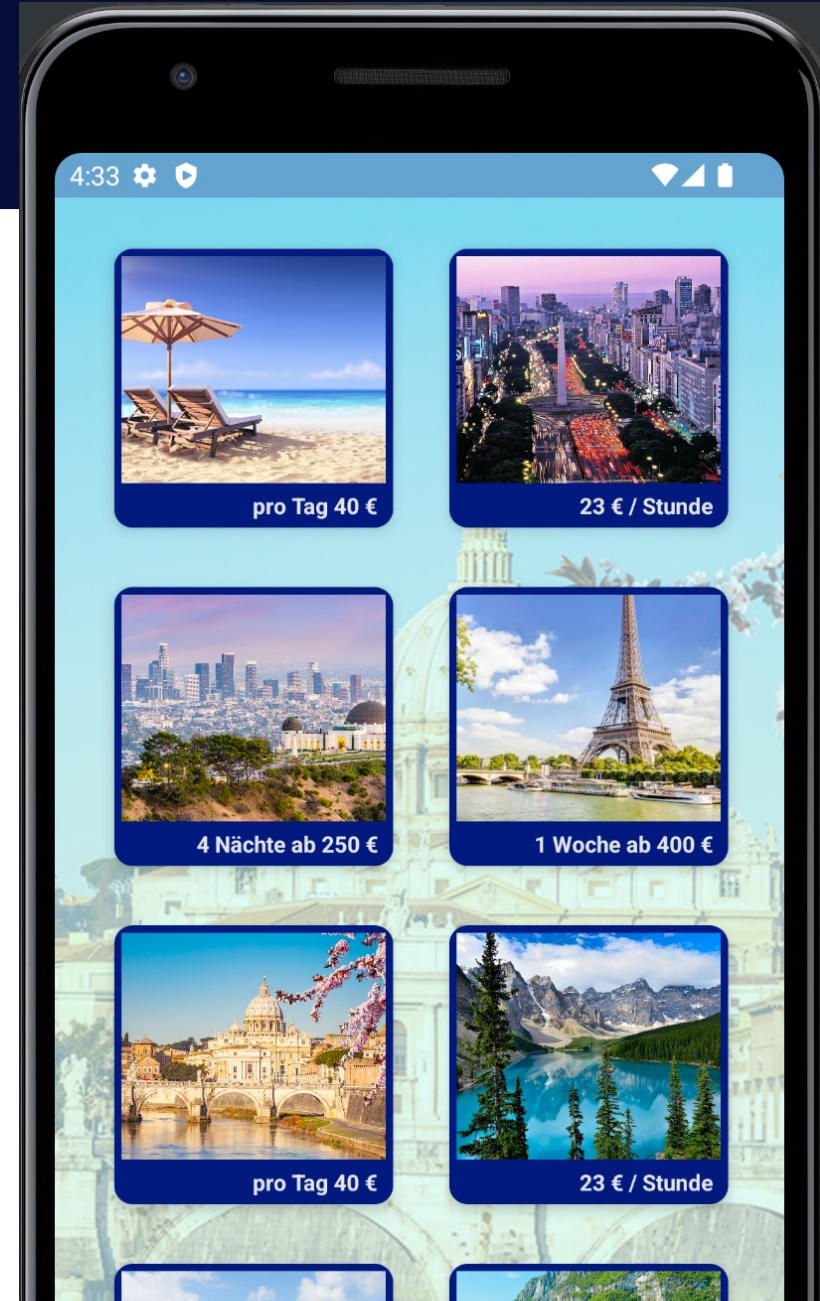 4:33
pro Tag 40 €
23 € / Stunde
4 Nächte ab 250 €
1 Woche ab 400 €
pro Tag 40 €
23 € / Stunde